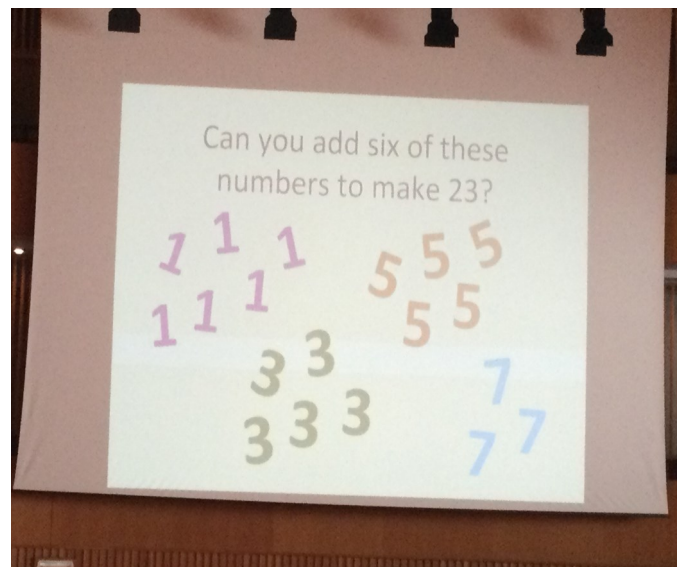 Can you add six of these
numbers to make 23?
1 1 1 5 5 5
1 1 1 5 5
3 3 7
3 3 3 7 7